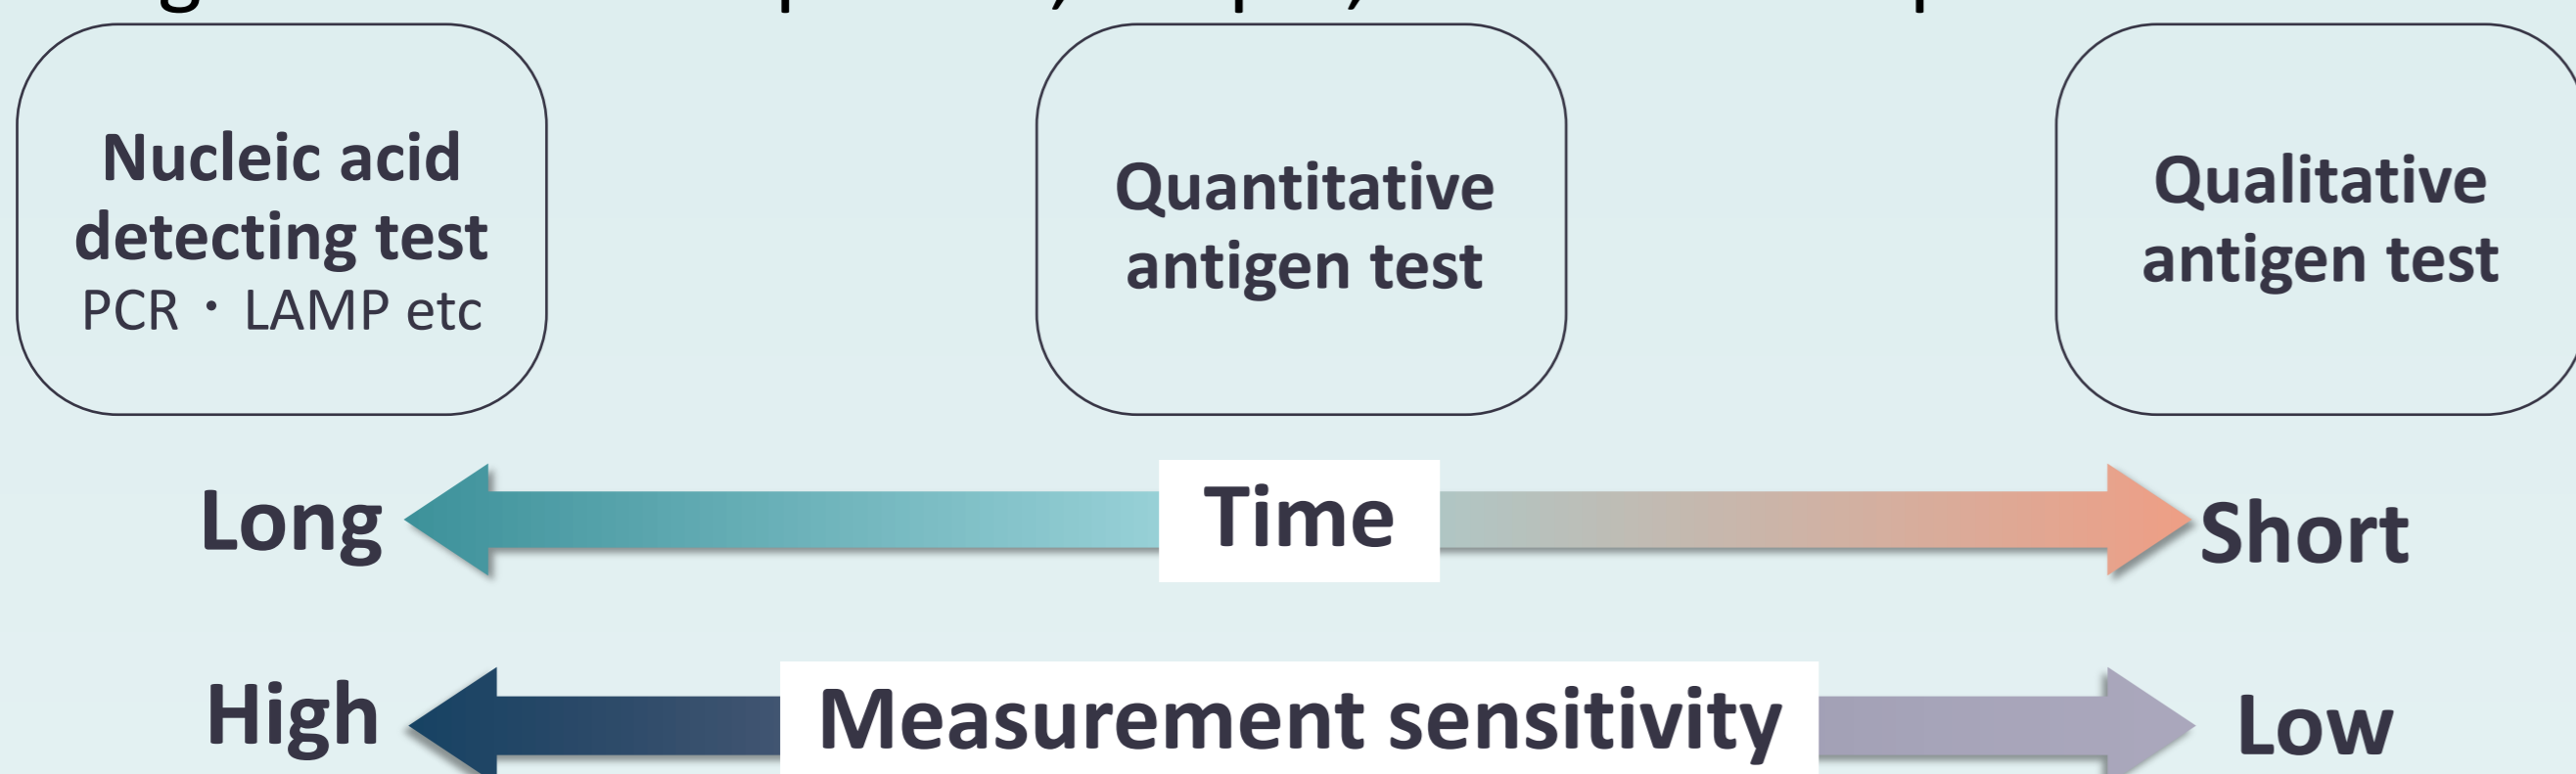 Nucleic acid
detecting test
PCR・LAMP etc
Quantitative
antigen test
Qualitative
antigen test
Long
Time
Short
High
Measurement sensitivity
Low